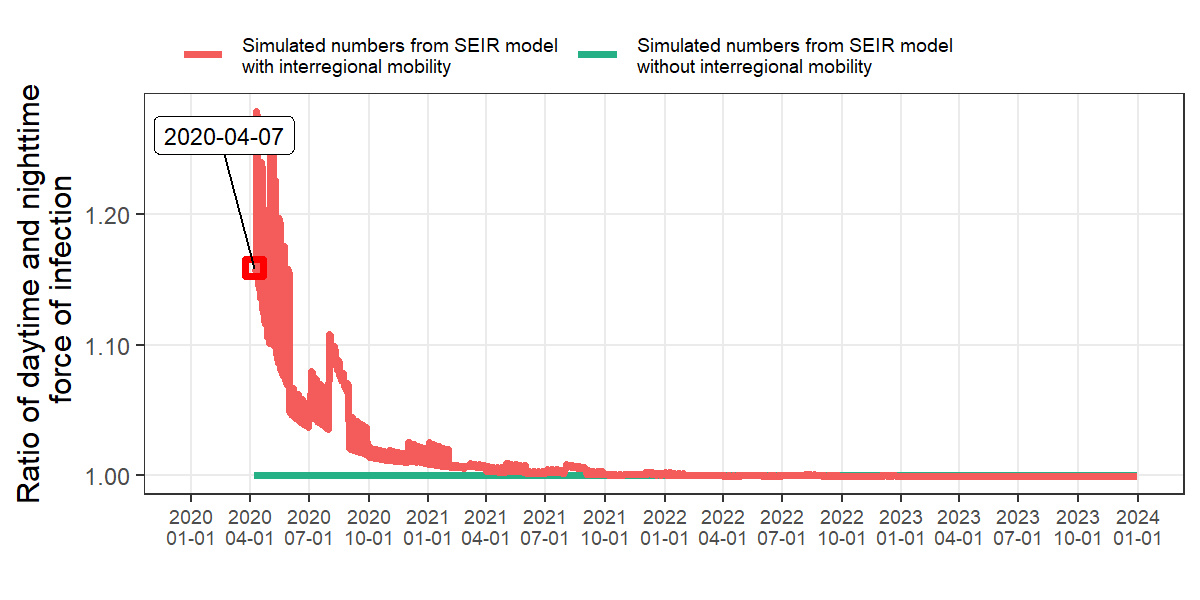 Simulated numbers from SEIR model
with interregional mobility
Simulated numbers from SEIR model
without interregional mobility
Ratio of daytime and nighttime
force of infection
2020-04-07
1.20
1.10
1.00
2020 2020 2020 2020 2021 2021 2021 2021 2022 2022 2022 2022 2023 2023 2023 2023 2024
01-01 04-01 07-01 10-01 01-01 04-01 07-01 10-01 01-01 04-01 07-01 10-01 01-01 04-01 07-01 10-01 01-01